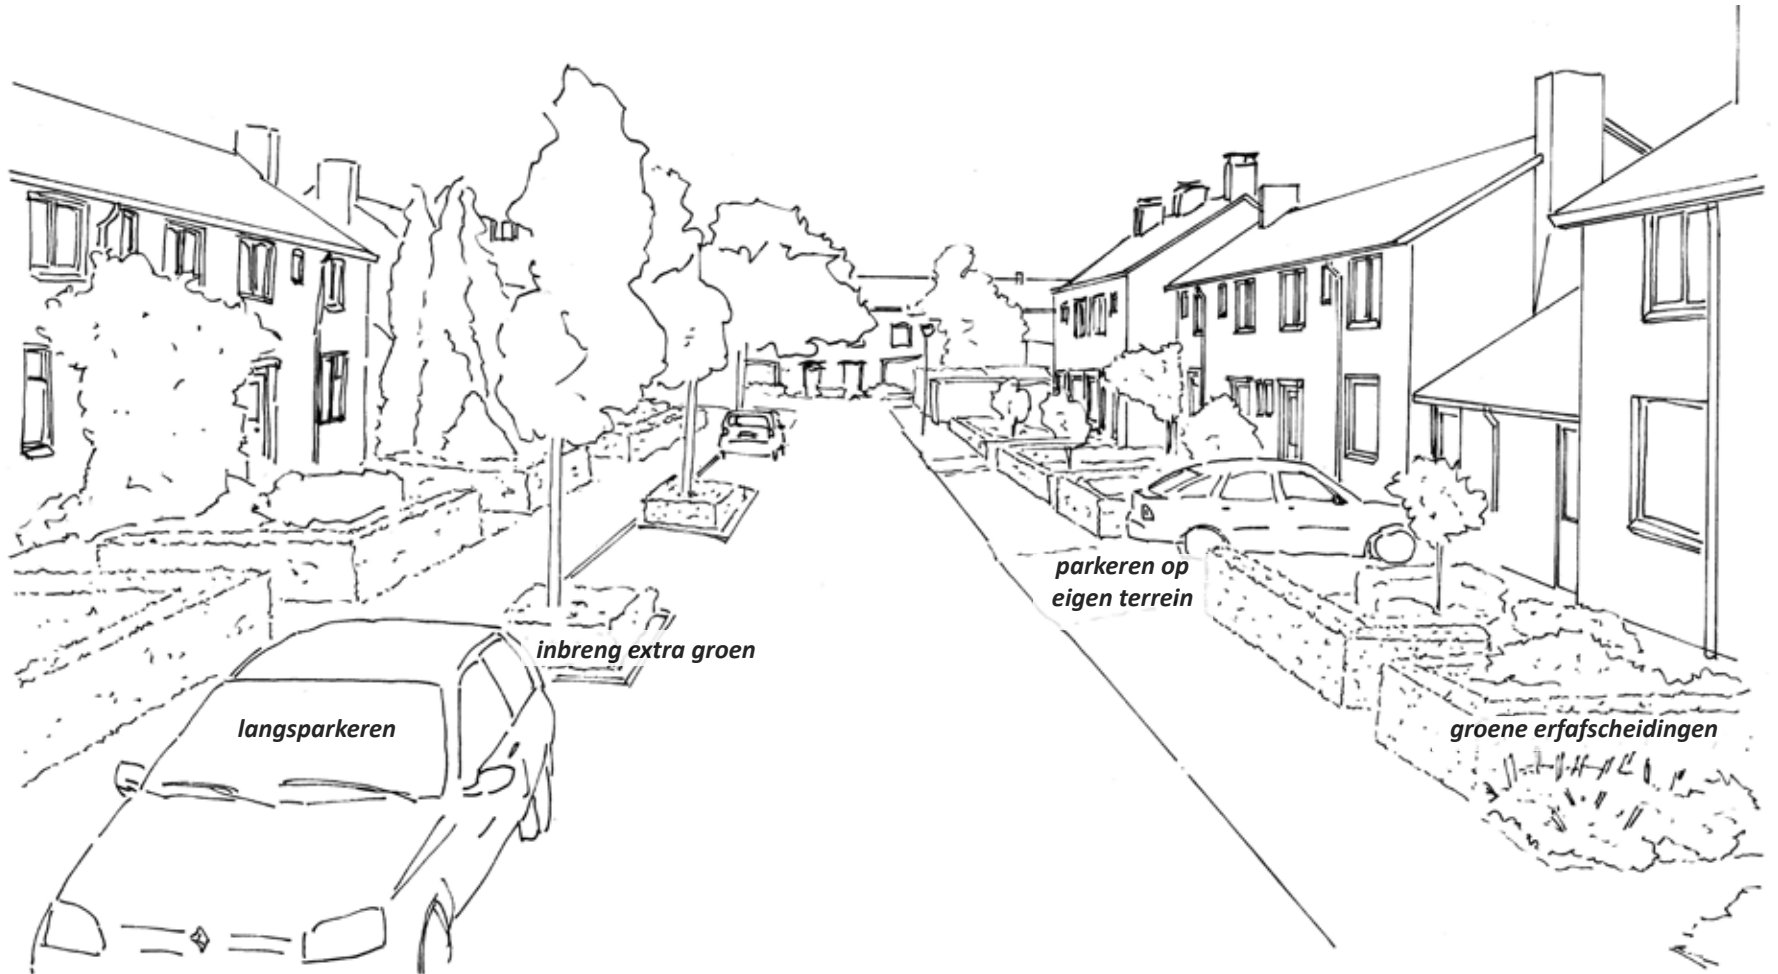 parkeren op
eigen terrein
inbreng extra groen
langsparkeren
groene erfafscheidingen